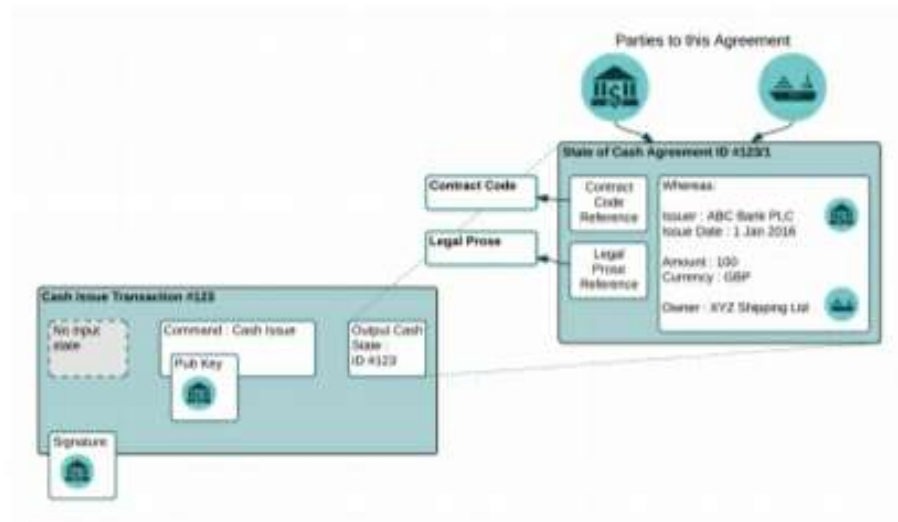 Parties to this Agreement
State of Cash Agreement ID #123/1
Contract Code
Contract
Code
Reference
Whereas:
Issuer : ABC Bank PLC
Issue Date : 1 Jan 2016
Legal Prose
Legal
Prose
Reference
Amount : 100
Currency : GBP
Owner : XYZ Shipping Ltd
Cash Issue Transaction #123
No input
state
Command : Cash Issue
Pub Key
Output Cash
State :
ID #123
Signature